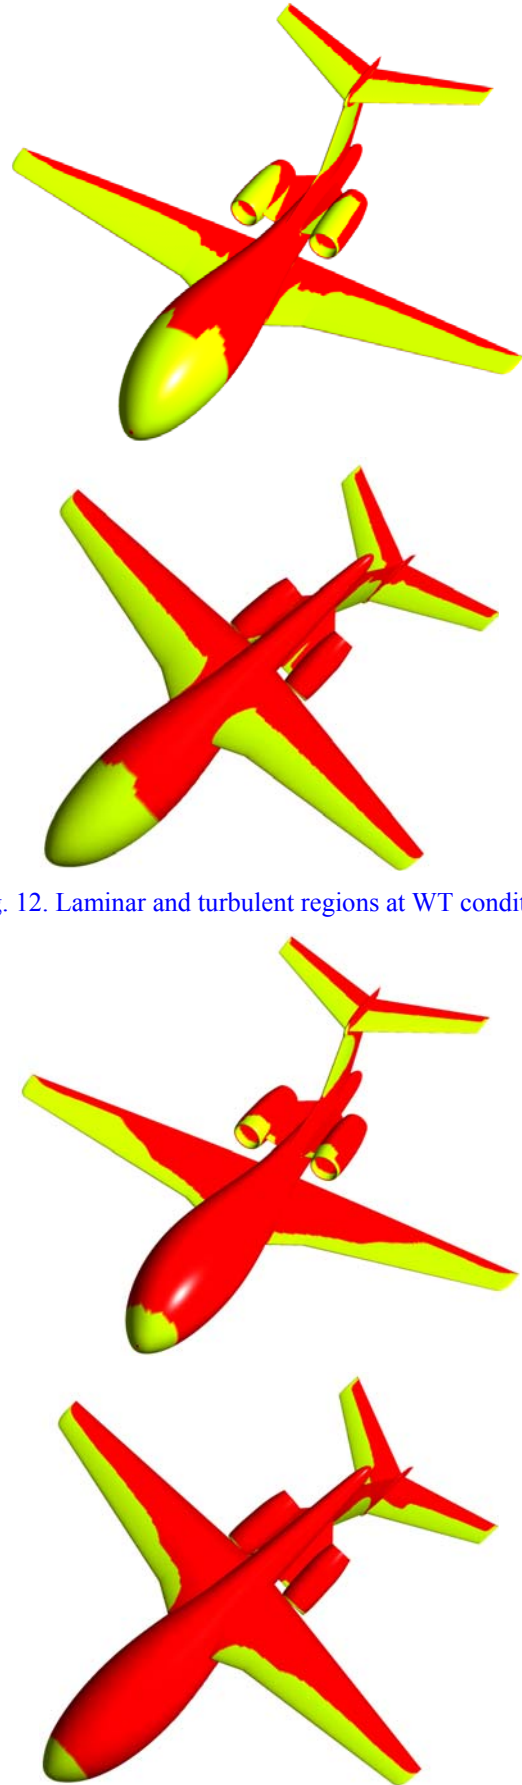 . 12. Laminar and turbulent regions at WT condit